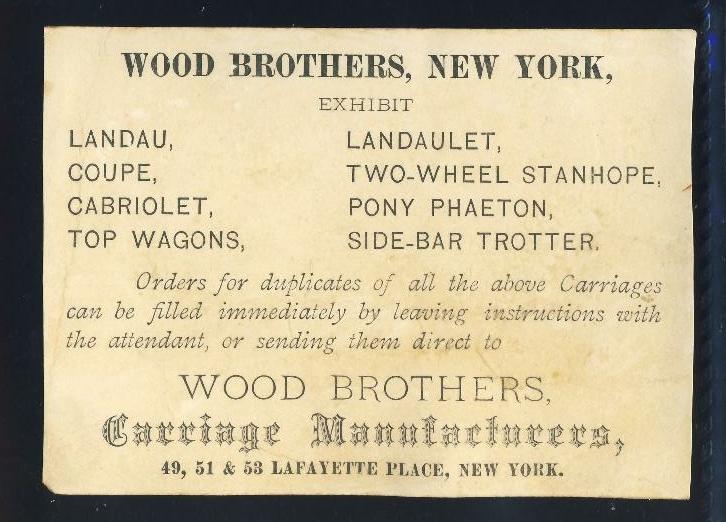 WOOD BROTHERS, NEW YORK,
EXHIBIT
LANDAU, LANDAULET,
COUPE, TWO-WHEEL STANHOPE,
CABRIOLET, PONY PHAETON,
TOP WAGONS, SIDE-BAR TROTTER.
Orders for duplicates of all the above Carriages
can be filled immediately by leaving instructions with
the attendant, or sending them direct to
WOOD BROTHERS,
Carriage Manufacturers,
49, 51 & 53 LAFAYETTE PLACE, NEW YORK.